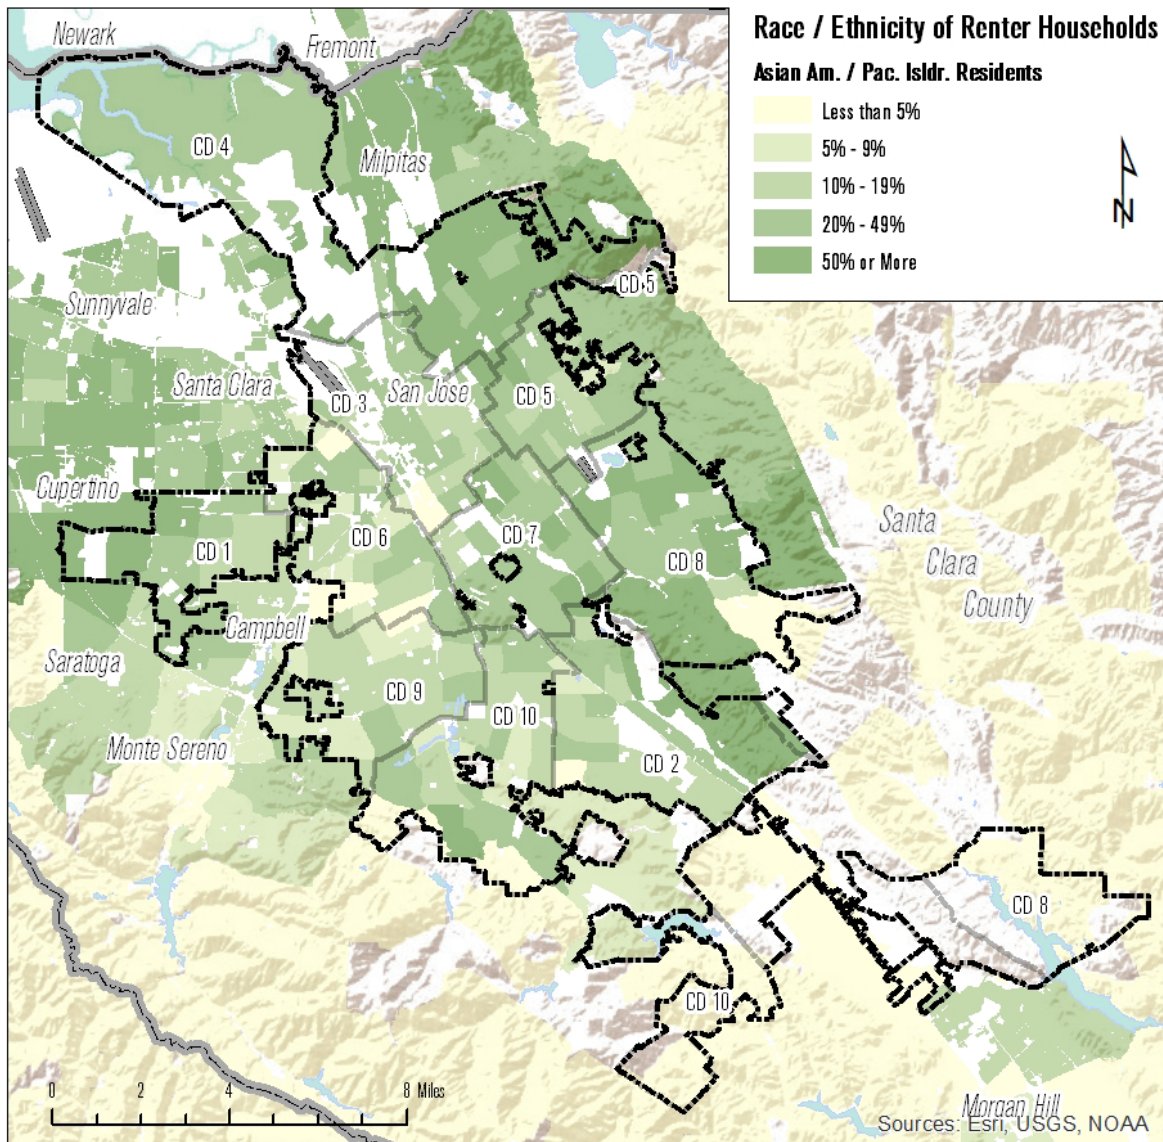 Race / Ethnicity of Renter Households
Asian Am. / Pac. Isldr. Residents
Less than 5%
5% - 9%
10% - 19%
20% - 49%
50% or More
N
Newark
Fremont
CD 4
Milpitas
CD 5
Sunnyvale
Santa Clara
CD 3
San Jose
CD 5
Cupertino
CD 1
CD 6
CD 7
CD 8
Santa
Clara
County
Campbell
Saratoga
CD 9
CD 10
Monte Sereno
CD 2
CD 8
CD 10
0 2 4 8 Miles
Morgan Hill
Sources: Esri, USGS, NOAA